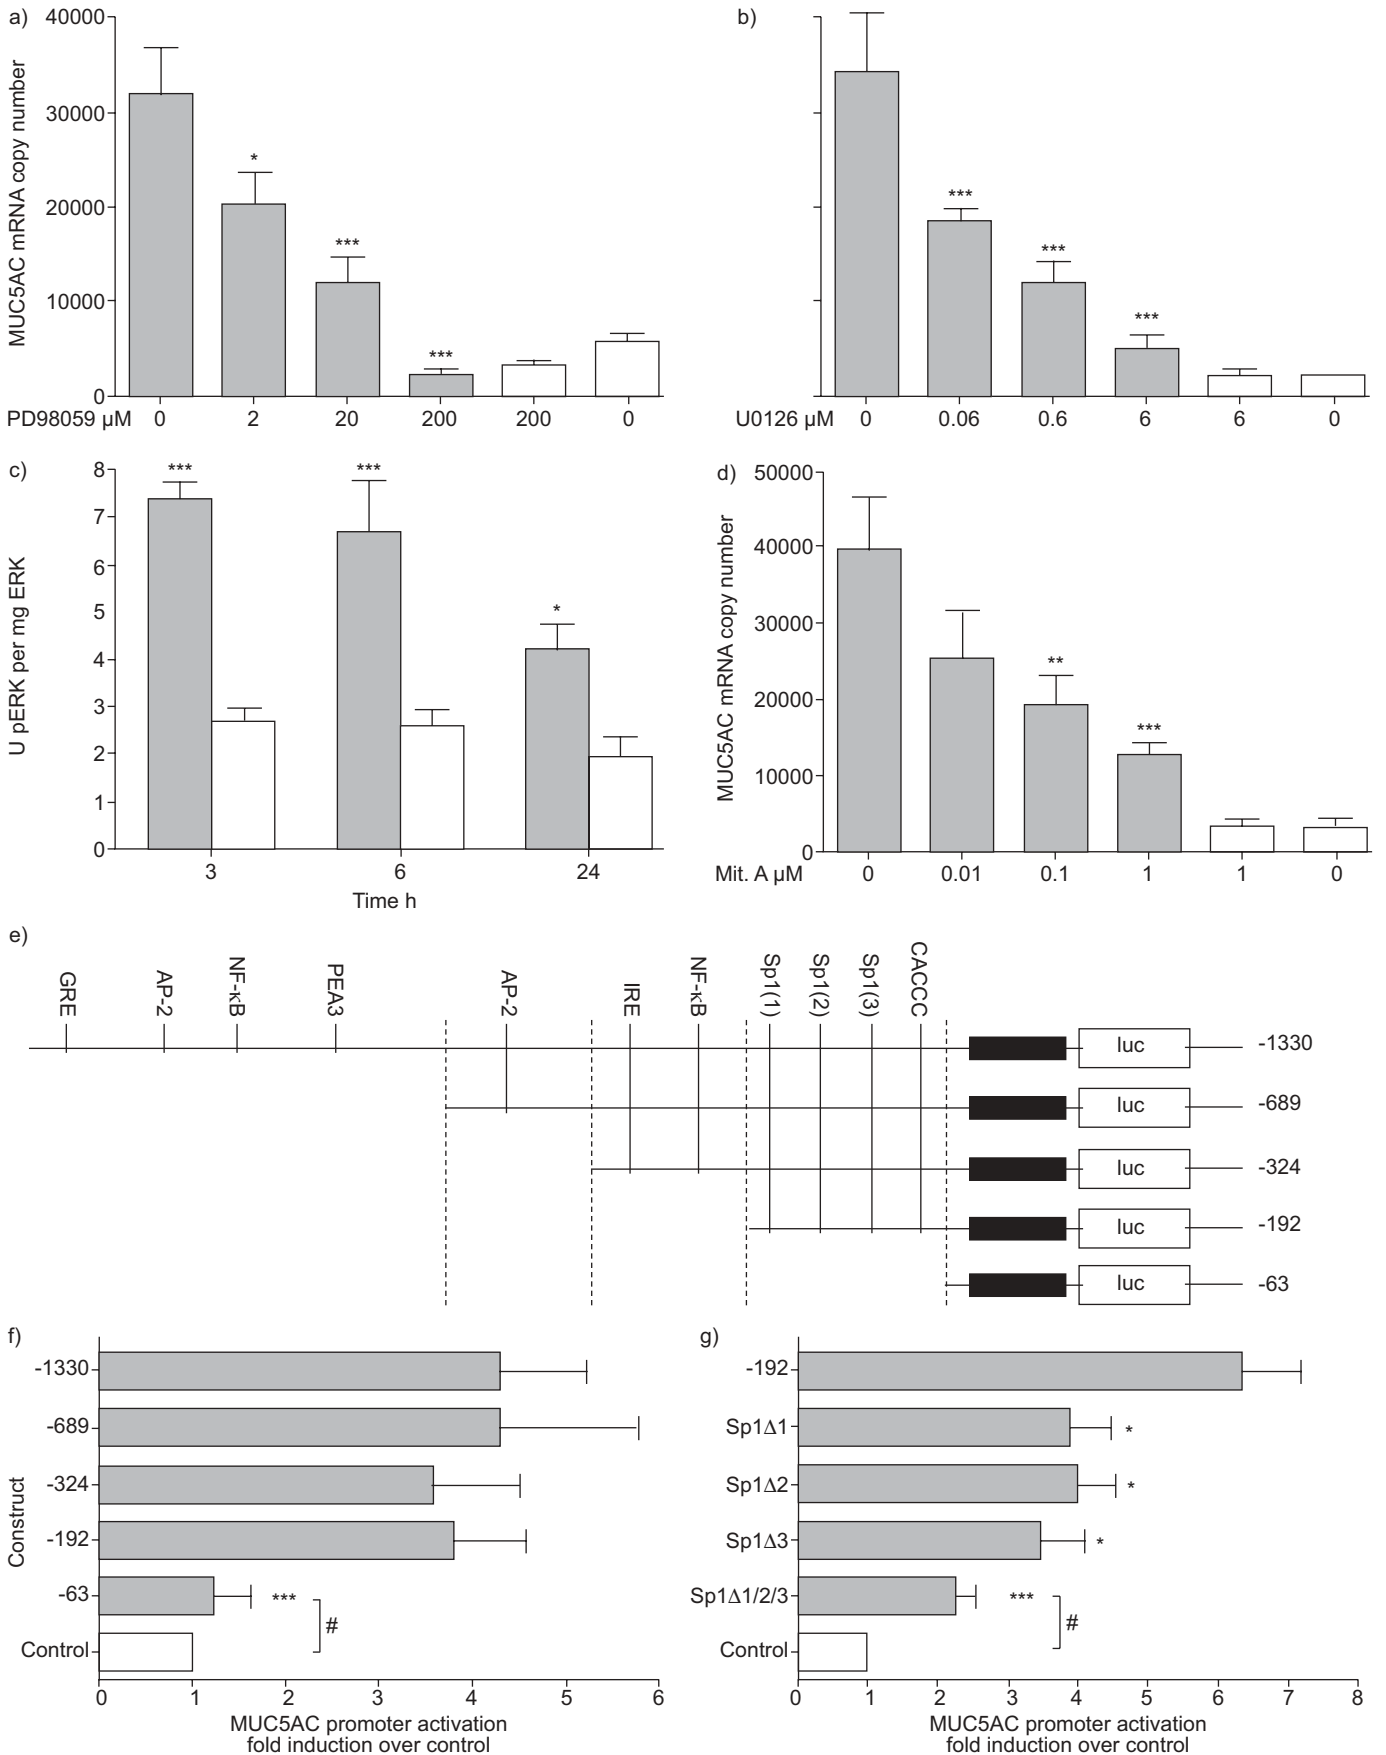 a)
40000
30000
20000
10000
0
MUC5AC mRNA copy number
*
***
***
PD98059 µM 0 2 20 200 200 0
b)
***
***
***
U0126 µM 0 0.06 0.6 6 6 0
c)
8
7
6
5
4
3
2
1
0
U pERK per mg ERK
***
***
*
3 6 24
Time h
d)
50000
40000
30000
20000
10000
0
MUC5AC mRNA copy number
**
***
Mit. A µM 0 0.01 0.1 1 1 0
e)
GRE AP-2 NF-κB PEA3 AP-2 IRE NF-κB Sp1(1) Sp1(2) Sp1(3) CACCC
luc -1330
luc -689
luc -324
luc -192
luc -63
f)
Construct
-1330
-689
-324
-192
-63 ***
#
Control
0 1 2 3 4 5 6
MUC5AC promoter activation
fold induction over control
g)
-192
Sp1Δ1 *
Sp1Δ2 *
Sp1Δ3 *
Sp1Δ1/2/3 ***
#
Control
0 1 2 3 4 5 6 7 8
MUC5AC promoter activation
fold induction over control